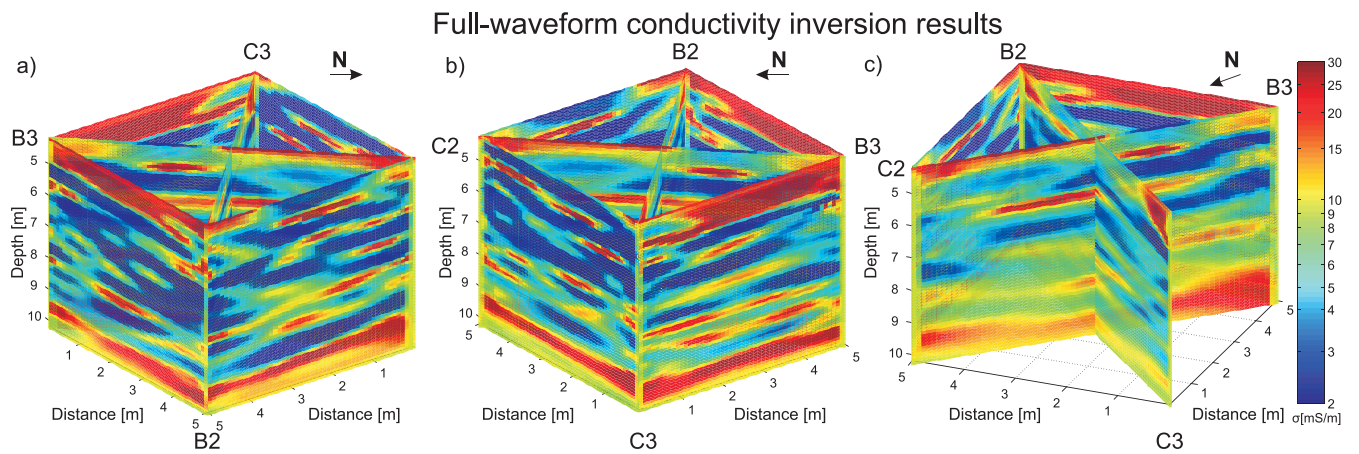 Full-waveform conductivity inversion results
a)
C3
N
B3
5
6
7
8
9
10
Depth [m]
1
2
3
4
5
Distance [m]
5
4
3
2
1
Distance [m]
B2
b)
B2
N
C2
B3
5
6
7
8
9
10
Depth [m]
5
4
3
2
1
Distance [m]
1
2
3
4
5
Distance [m]
C3
c)
B2
N
B3
C2
5
6
7
8
9
10
Depth [m]
5
4
3
2
1
Distance [m]
1
2
3
4
5
Distance [m]
C3
30
25
20
15
10
9
8
7
6
5
4
3
2
σ[mS/m]